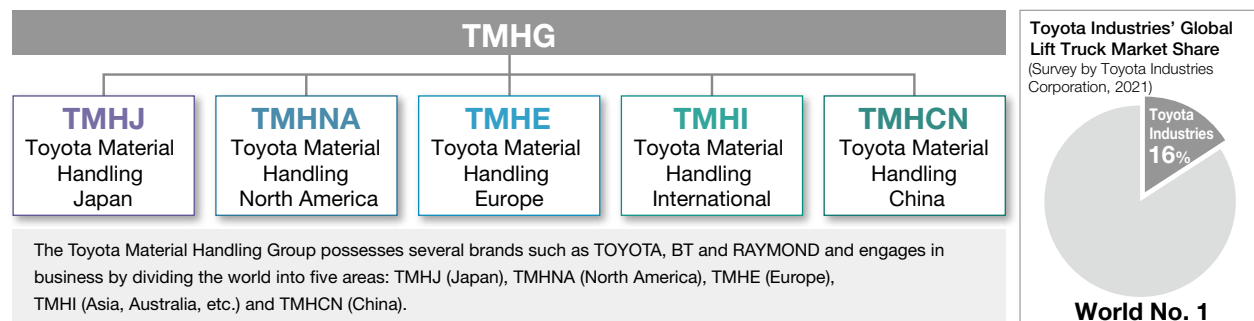 TMHG
TMHJ
Toyota Material
Handling
Japan
TMHNA
Toyota Material
Handling
North America
TMHE
Toyota Material
Handling
Europe
TMHI
Toyota Material
Handling
International
TMHCN
Toyota Material
Handling
China
The Toyota Material Handling Group possesses several brands such as TOYOTA, BT and RAYMOND and engages in
business by dividing the world into five areas: TMHJ (Japan), TMHNA (North America), TMHE (Europe),
TMHI (Asia, Australia, etc.) and TMHCN (China).
Toyota Industries’ Global
Lift Truck Market Share
(Survey by Toyota Industries
Corporation, 2021)
Toyota
Industries
16%
World No. 1